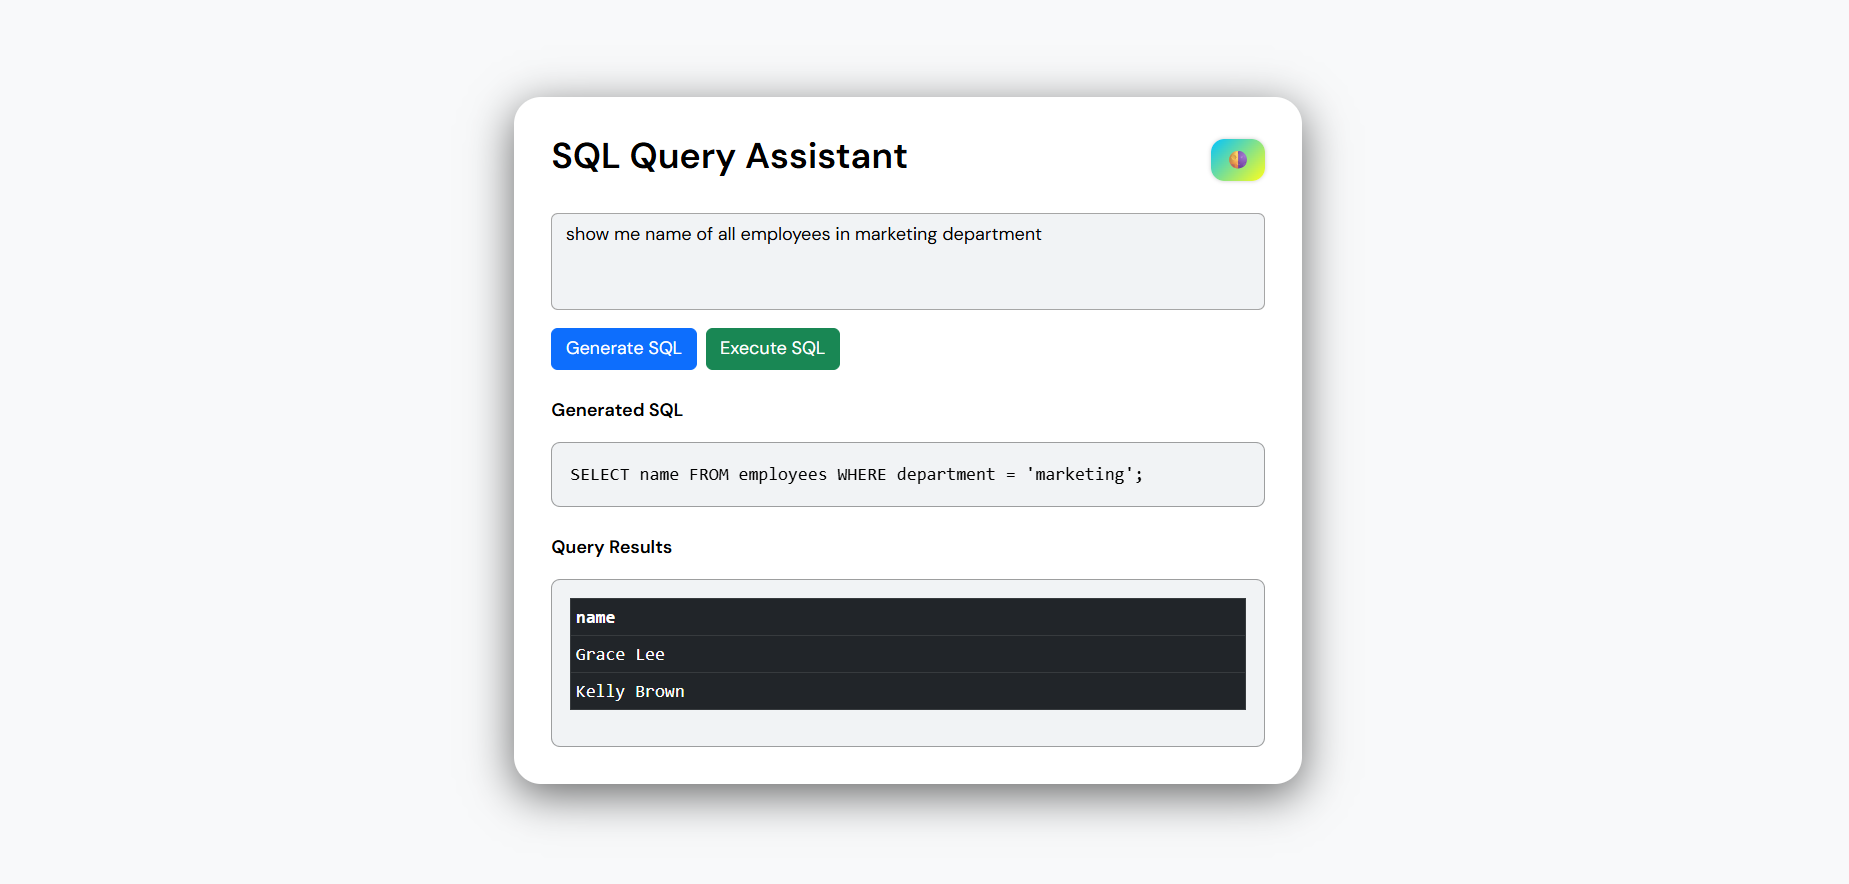 SQL Query Assistant
show me name of all employees in marketing department
Generate SQL Execute SQL
Generated SQL
SELECT name FROM employees WHERE department = 'marketing';
Query Results
name
Grace Lee
Kelly Brown